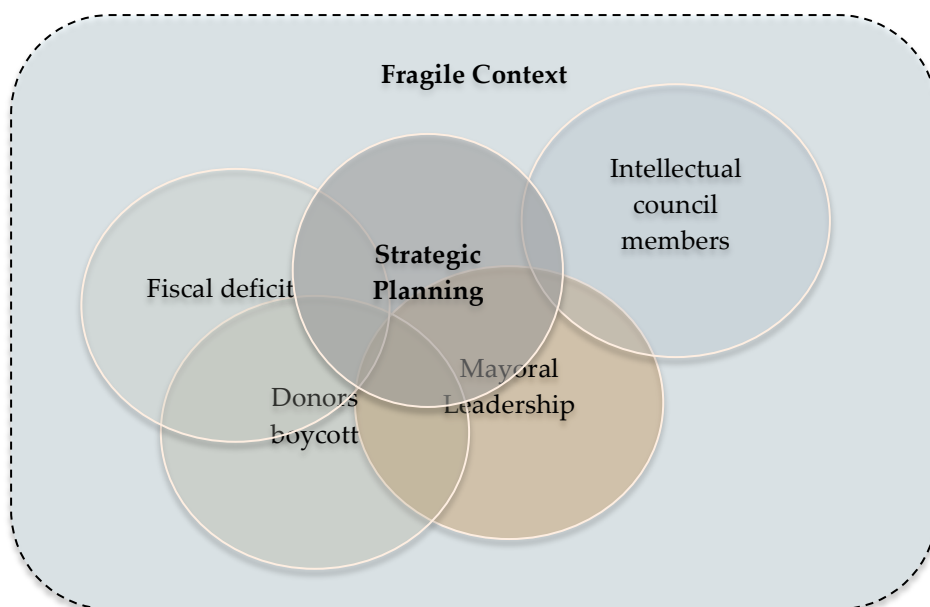 Fragile Context
Intellectual
council
members
Strategic
Planning
Fiscal deficit
Mayoral
Leadership
Donors
boycott